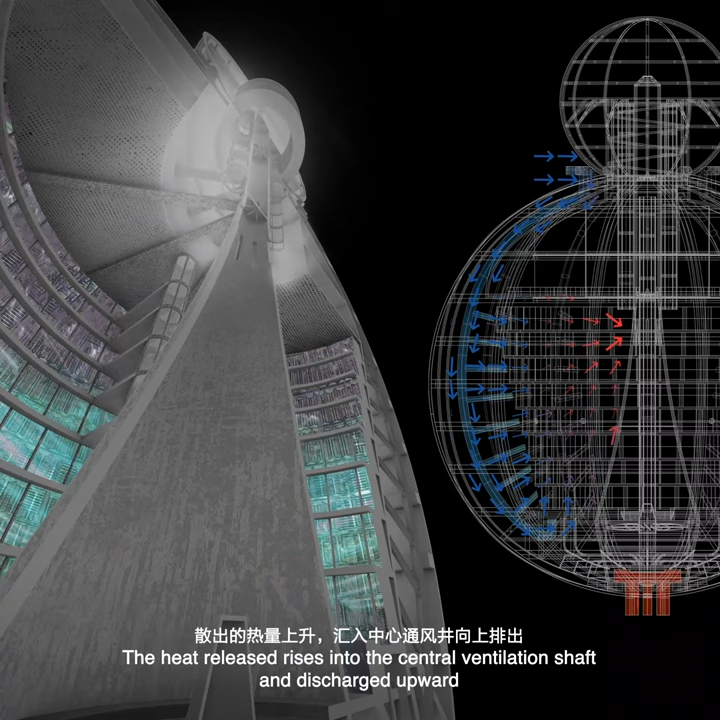 散出的热量上升，汇入中心通风井向上排出
The heat released rises into the central ventilation shaft
and discharged upward